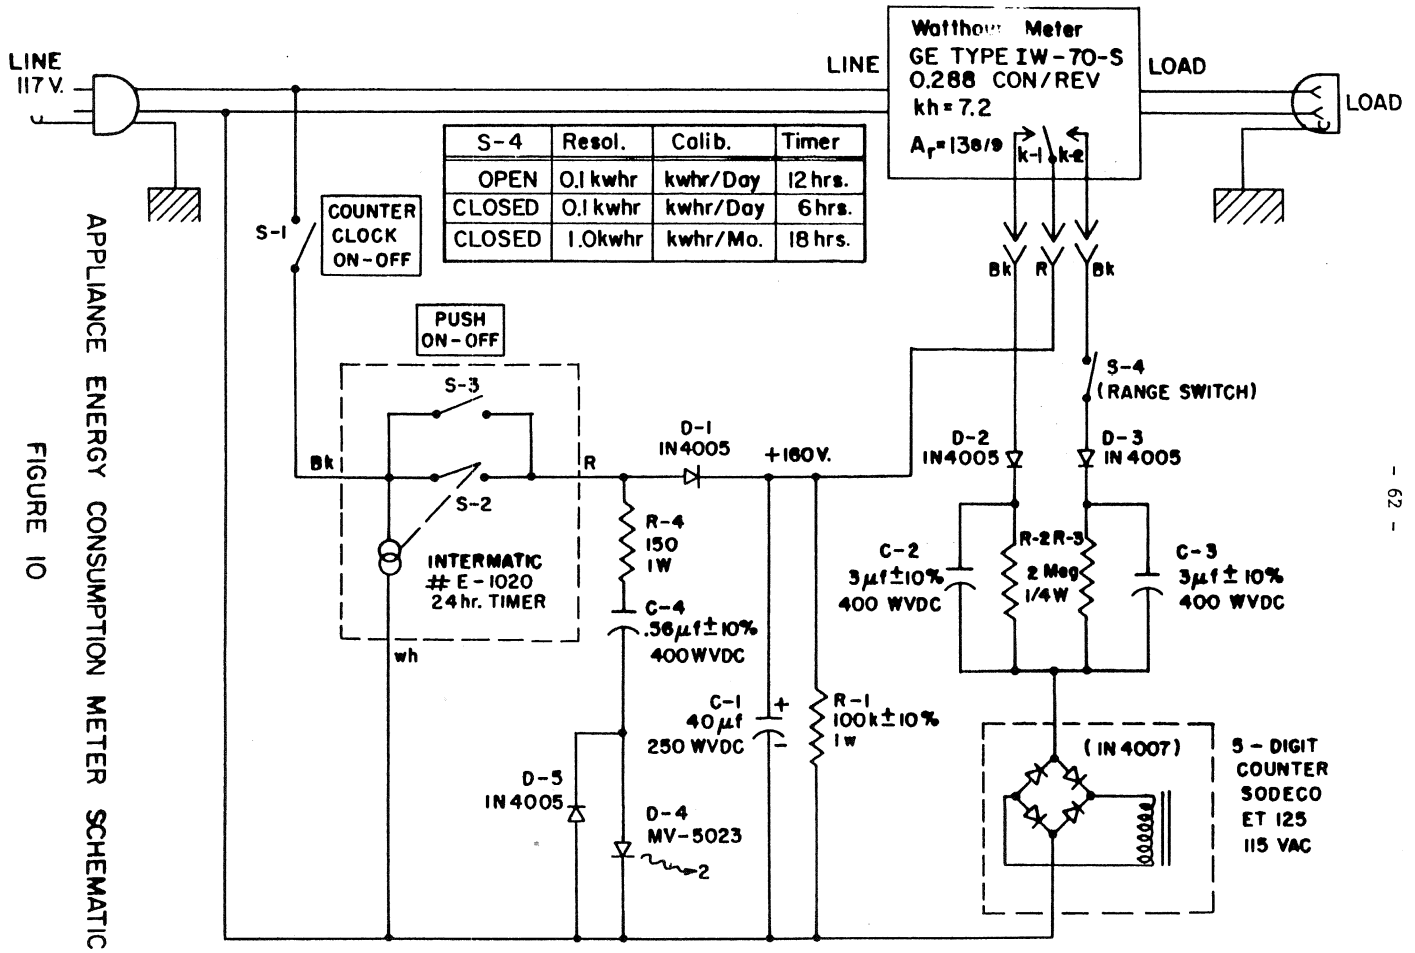 LINE
117 V.
Meter
GE TYPE IW-70-S
0.288 CON/REV
kh = 7.2
Ar = 138/9
k-1
k-2
LINE
LOAD
LOAD
S-4 Resol. Calib. Timer
OPEN 0.1 kwhr kwhr/Day 12 hrs.
CLOSED 0.1 kwhr kwhr/Day 6 hrs.
CLOSED 1.0 kwhr kwhr/Mo. 18 hrs.
S-1
COUNTER
CLOCK
ON-OFF
PUSH
ON-OFF
Bk
R
Bk
S-4
(RANGE SWITCH)
S-3
S-2
Bk
R
INTERMATIC
# E-1020
24 hr. TIMER
wh
D-1
IN4005
+160V.
D-2
IN4005
D-3
IN 4005
R-4
150
1W
C-4
.56µf±10%
400WVDC
C-2
3µf±10%
400 WVDC
R-2 R-3
2 Meg
1/4 W
C-3
3µf±10%
400 WVDC
C-1
40µf
250 WVDC
+
-
R-1
100k±10%
1w
D-5
IN4005
D-4
MV-5023
2
(IN 4007)
5-DIGIT
COUNTER
SODECO
ET 125
115 VAC
APPLIANCE ENERGY CONSUMPTION METER SCHEMATIC
FIGURE 10
- 62 -